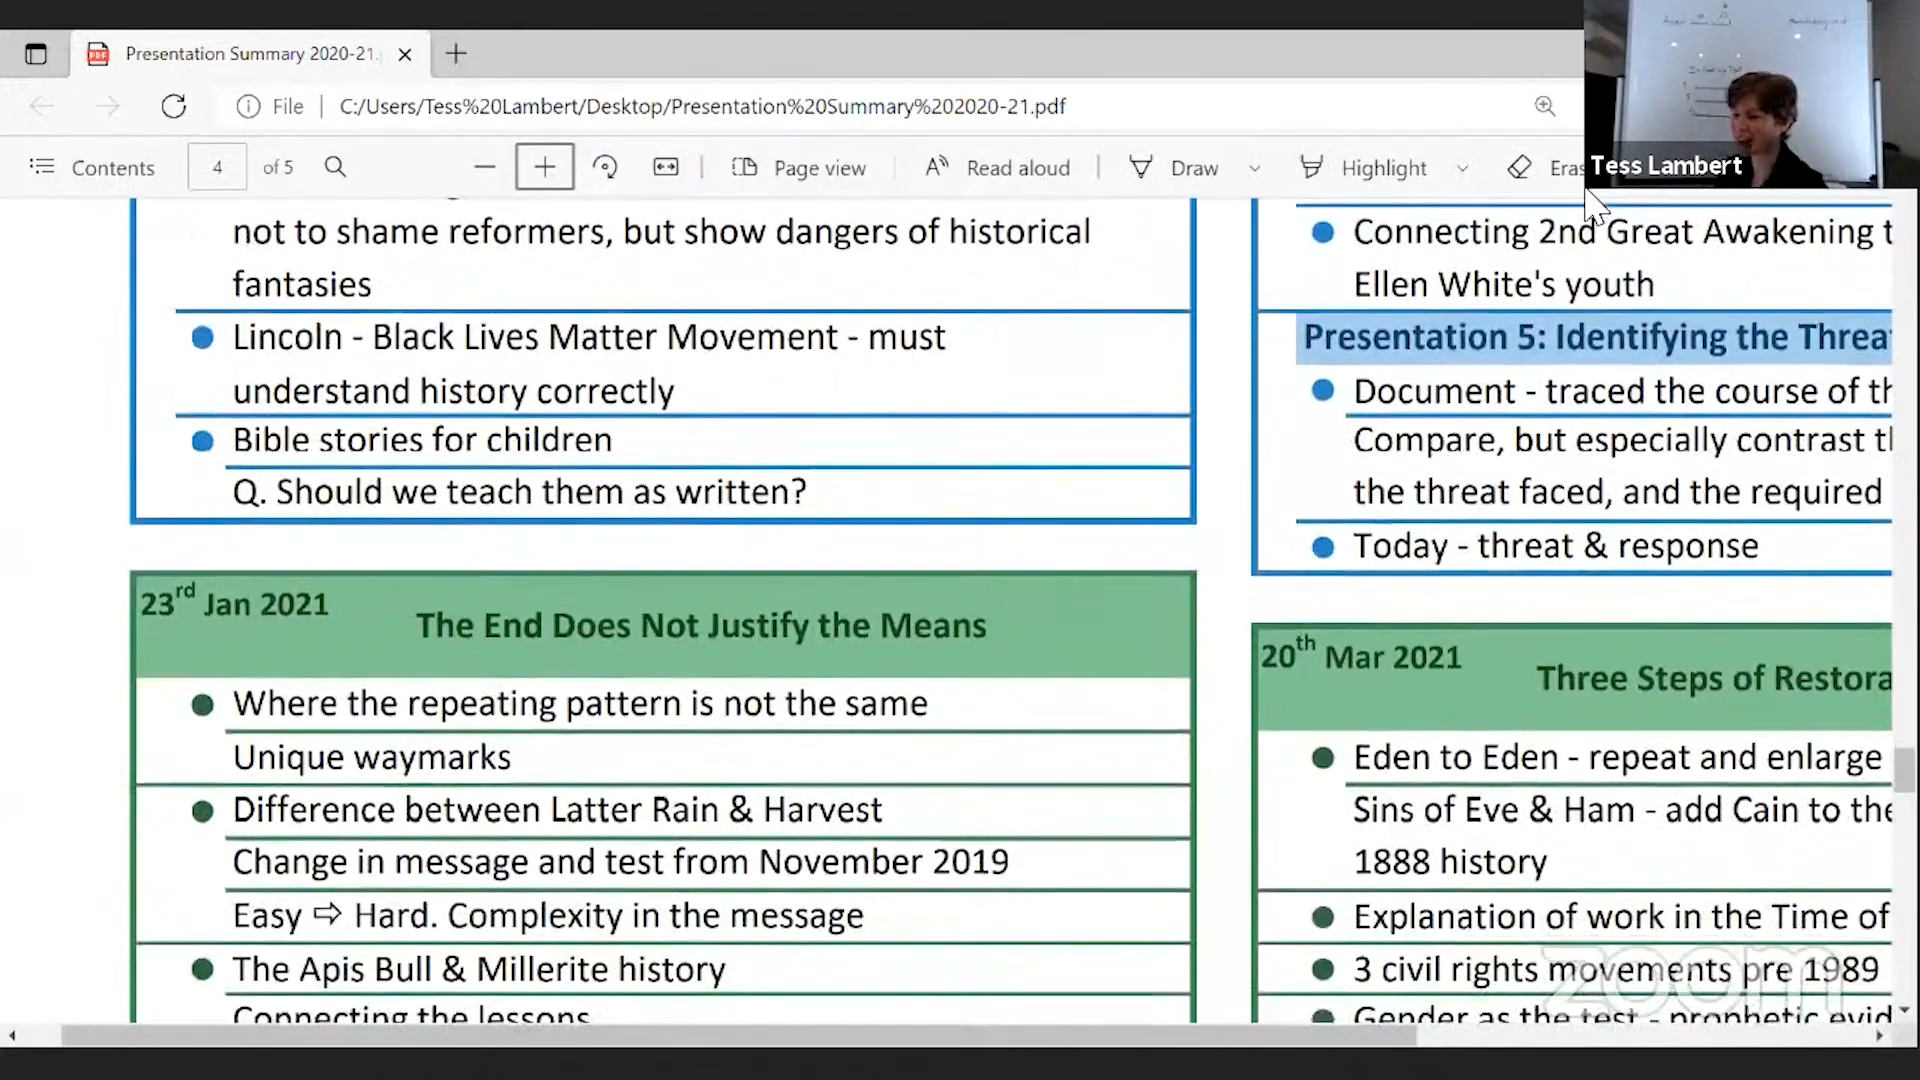 Presentation Summary 2020-21.
File
C:/Users/Tess%20Lambert/Desktop/Presentation%20Summary%202020-21.pdf
Contents
4
of 5
Page view
Read aloud
Draw
Highlight
Eras
Tess Lambert
not to shame reformers, but show dangers of historical
fantasies
Lincoln - Black Lives Matter Movement - must
understand history correctly
Bible stories for children
Q. Should we teach them as written?
23rd Jan 2021
The End Does Not Justify the Means
Where the repeating pattern is not the same
Unique waymarks
Difference between Latter Rain & Harvest
Change in message and test from November 2019
Easy ⇨ Hard. Complexity in the message
The Apis Bull & Millerite history
Connecting the lessons
Connecting 2nd Great Awakening t
Ellen White's youth
Presentation 5: Identifying the Threa
Document - traced the course of th
Compare, but especially contrast th
the threat faced, and the required
Today - threat & response
20th Mar 2021
Three Steps of Restora
Eden to Eden - repeat and enlarge
Sins of Eve & Ham - add Cain to the
1888 history
Explanation of work in the Time of
3 civil rights movements pre 1989
Gender as the test - prophetic evid
zoom